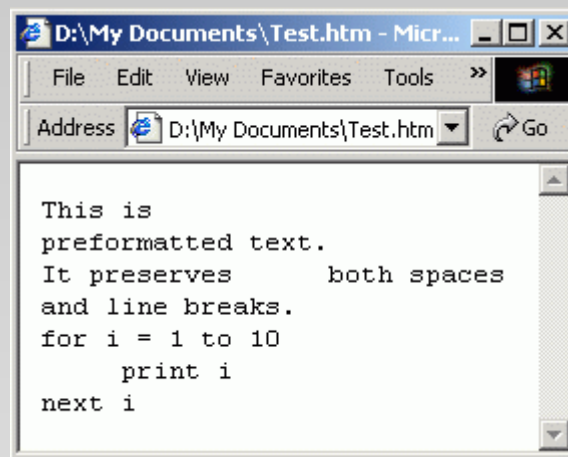 D:\My Documents\Test.htm - Micr...
File Edit View Favorites Tools »
Address D:\My Documents\Test.htm Go
This is
preformatted text.
It preserves      both spaces
and line breaks.
for i = 1 to 10
     print i
next i